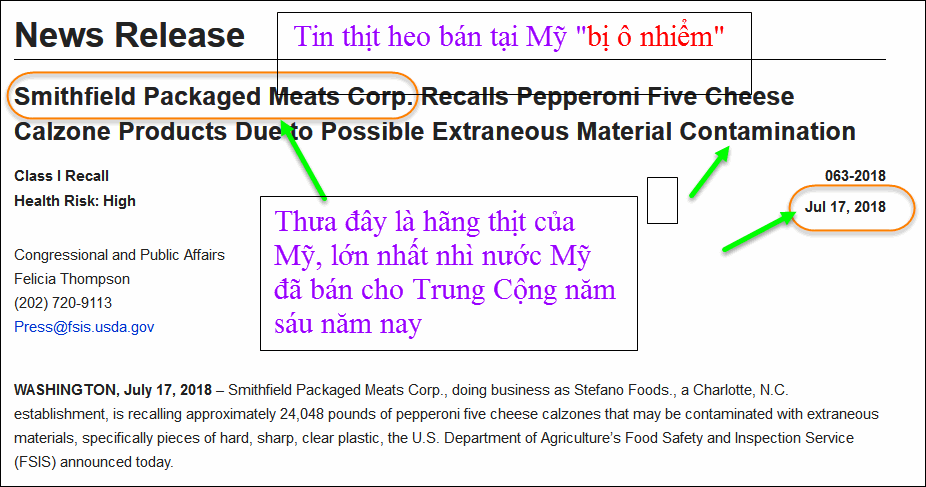 News Release
Tin thịt heo bán tại Mỹ "bị ô nhiểm"
Smithfield Packaged Meats Corp. Recalls Pepperoni Five Cheese
Calzone Products Due to Possible Extraneous Material Contamination
Class I Recall
063-2018
Health Risk: High
Jul 17, 2018
Thưa đây là hãng thịt của
Mỹ, lớn nhất nhì nước Mỹ
đã bán cho Trung Cộng năm
sáu năm nay
Congressional and Public Affairs
Felicia Thompson
(202) 720-9113
Press@fsis.usda.gov
WASHINGTON, July 17, 2018 – Smithfield Packaged Meats Corp., doing business as Stefano Foods., a Charlotte, N.C.
establishment, is recalling approximately 24,048 pounds of pepperoni five cheese calzones that may be contaminated with extraneous
materials, specifically pieces of hard, sharp, clear plastic, the U.S. Department of Agriculture's Food Safety and Inspection Service
(FSIS) announced today.